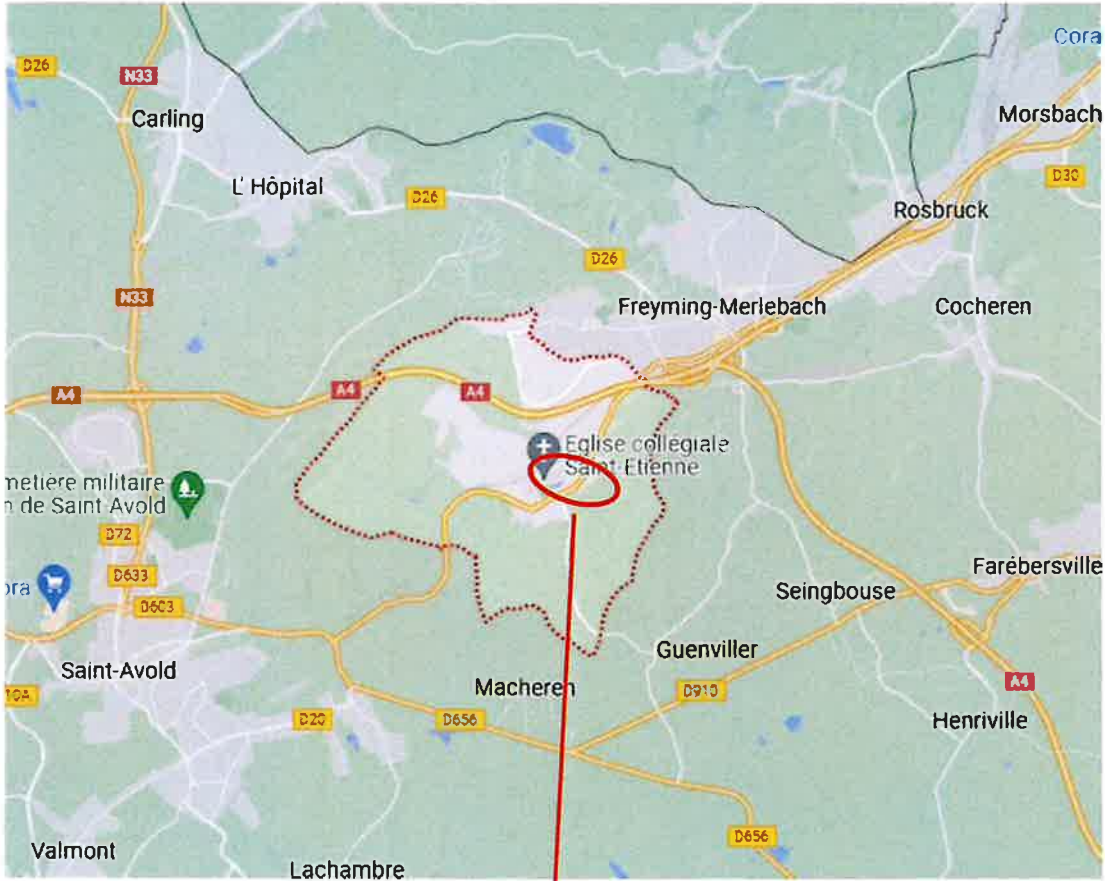 Cora
D26
N33
Carling
Morsbach
D30
L' Hôpital
D26
Rosbruck
D26
N33
Freyming-Merlebach
Cocheren
A4
A4
A4
Eglise collégiale
Saint-Etienne
metière militaire
n de Saint-Avold
D72
D633
ora
D603
Farébersville
Seingbouse
Guenviller
Saint-Avold
Macheren
D910
A4
D20
D656
Henriville
D656
Valmont
Lachambre